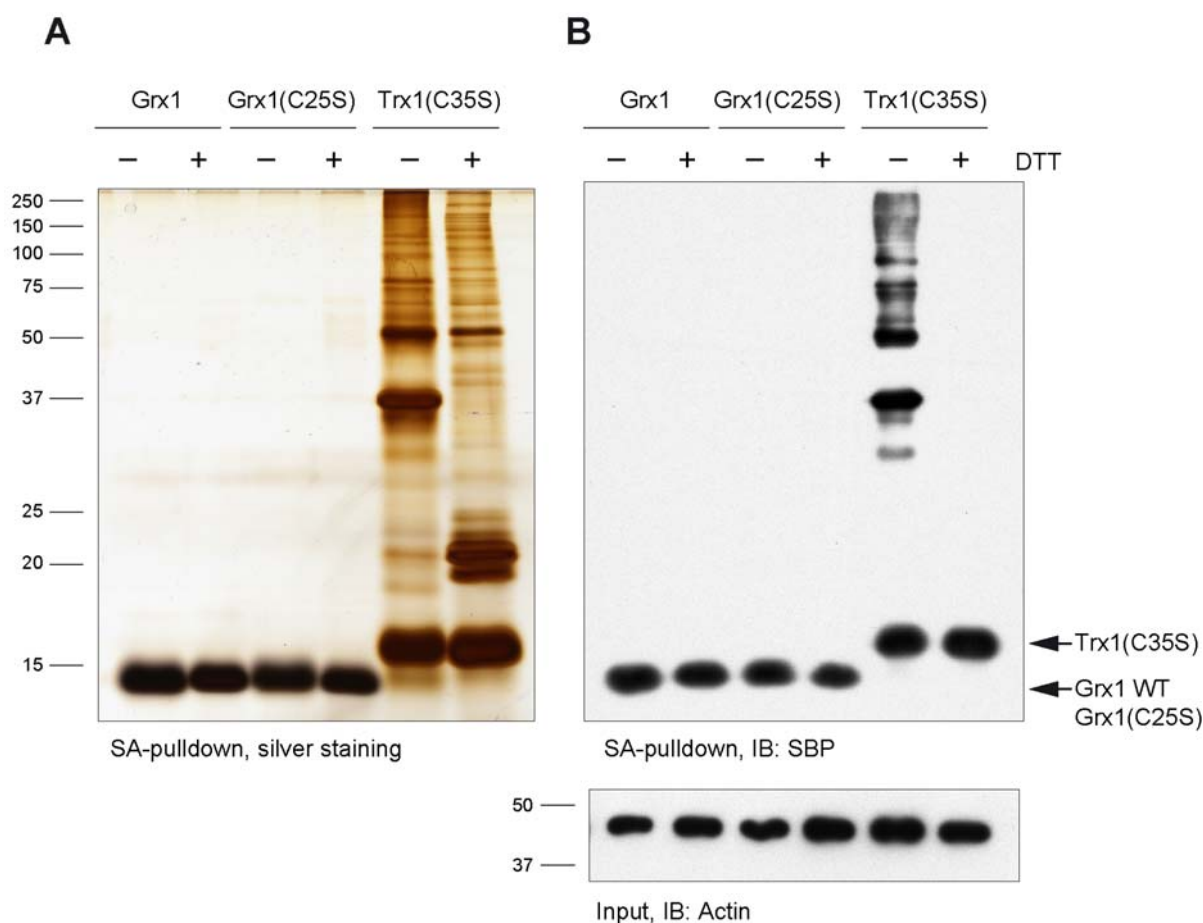 A
B
Grx1 Grx1(C25S) Trx1(C35S)
Grx1 Grx1(C25S) Trx1(C35S)
– + – + – +
– + – + – + DTT
250
150
100
75
50
37
25
20
15
Trx1(C35S)
Grx1 WT
Grx1(C25S)
SA-pulldown, silver staining
SA-pulldown, IB: SBP
50
37
Input, IB: Actin